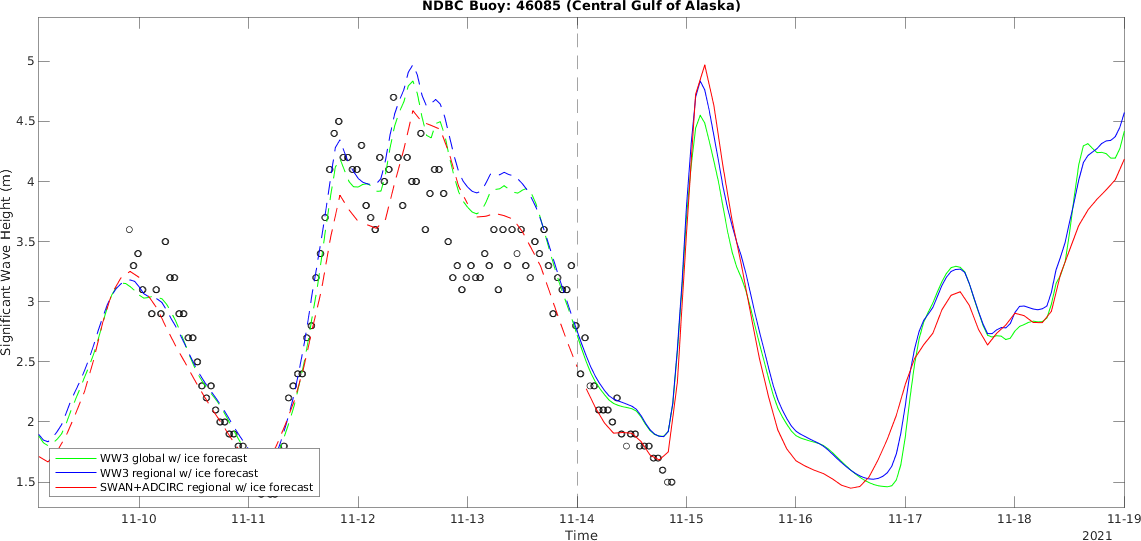 NDBC Buoy: 46085 (Central Gulf of Alaska)
Significant Wave Height (m)
5
4.5
4
3.5
3
2.5
2
1.5
WW3 global w/ ice forecast
WW3 regional w/ ice forecast
SWAN+ADCIRC regional w/ ice forecast
11-10 11-11 11-12 11-13 11-14 11-15 11-16 11-17 11-18 11-19
Time
2021